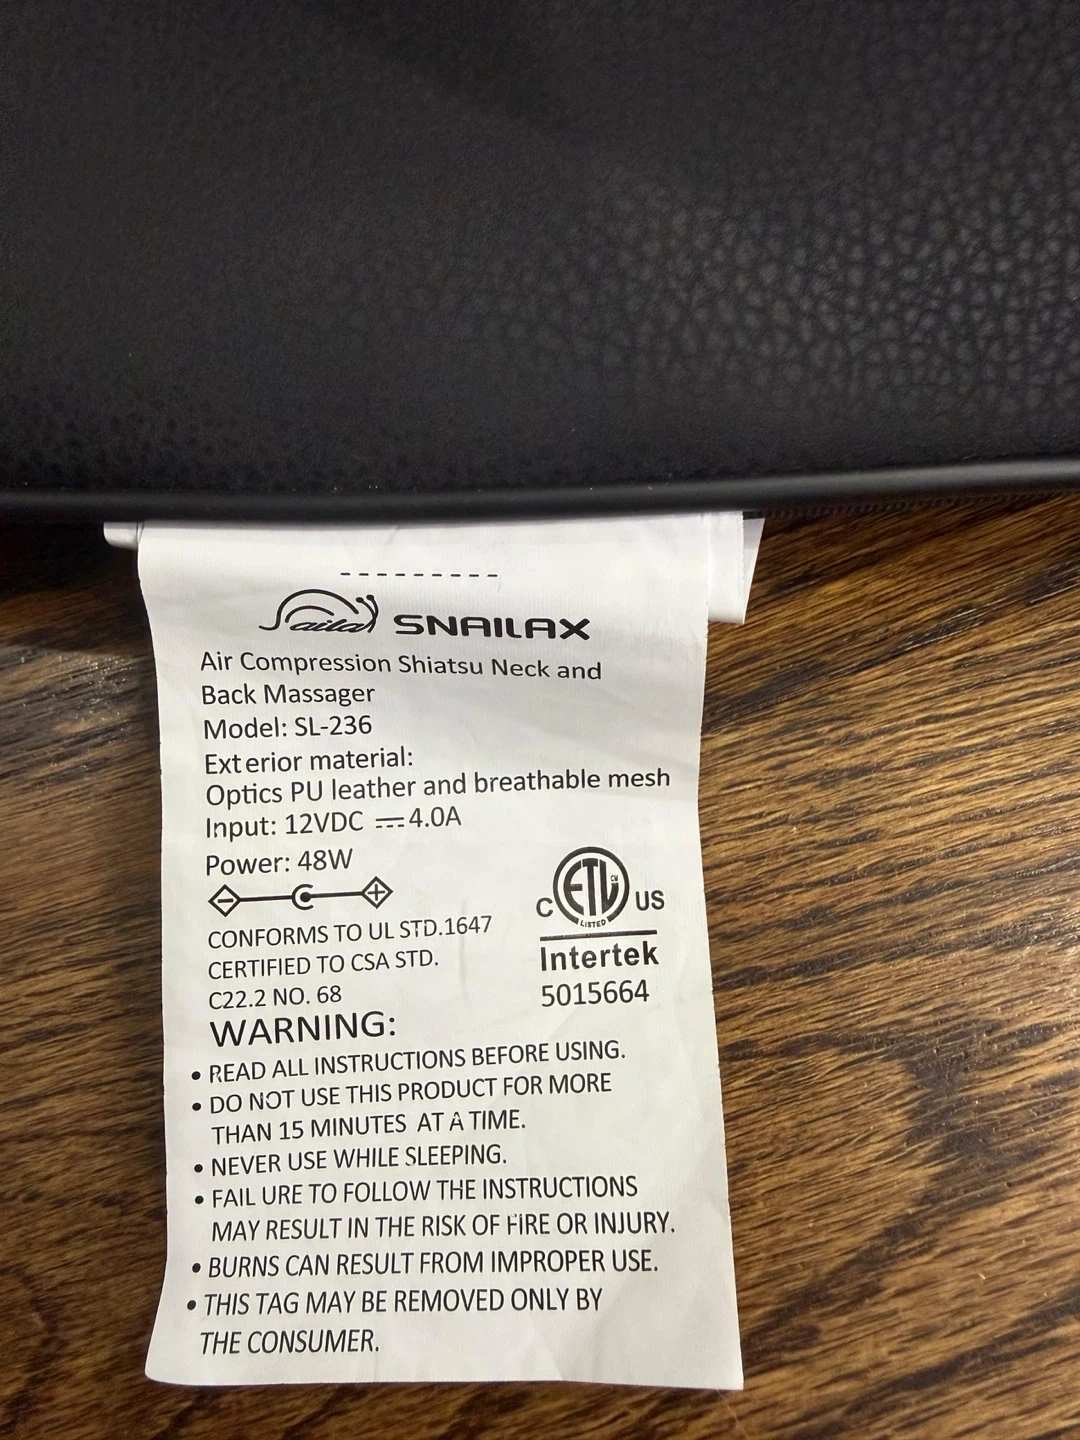 Snailax SNAILAX
Air Compression Shiatsu Neck and
Back Massager
Model: SL-236
Exterior material:
Optics PU leather and breathable mesh
Input: 12VDC ⎓4.0A
Power: 48W
CONFORMS TO UL STD.1647
CERTIFIED TO CSA STD.
C22.2 NO. 68
C ETL CM US
LISTED
Intertek
5015664
WARNING:
• READ ALL INSTRUCTIONS BEFORE USING.
• DO NOT USE THIS PRODUCT FOR MORE
THAN 15 MINUTES AT A TIME.
• NEVER USE WHILE SLEEPING.
• FAIL URE TO FOLLOW THE INSTRUCTIONS
MAY RESULT IN THE RISK OF FIRE OR INJURY.
• BURNS CAN RESULT FROM IMPROPER USE.
• THIS TAG MAY BE REMOVED ONLY BY
THE CONSUMER.